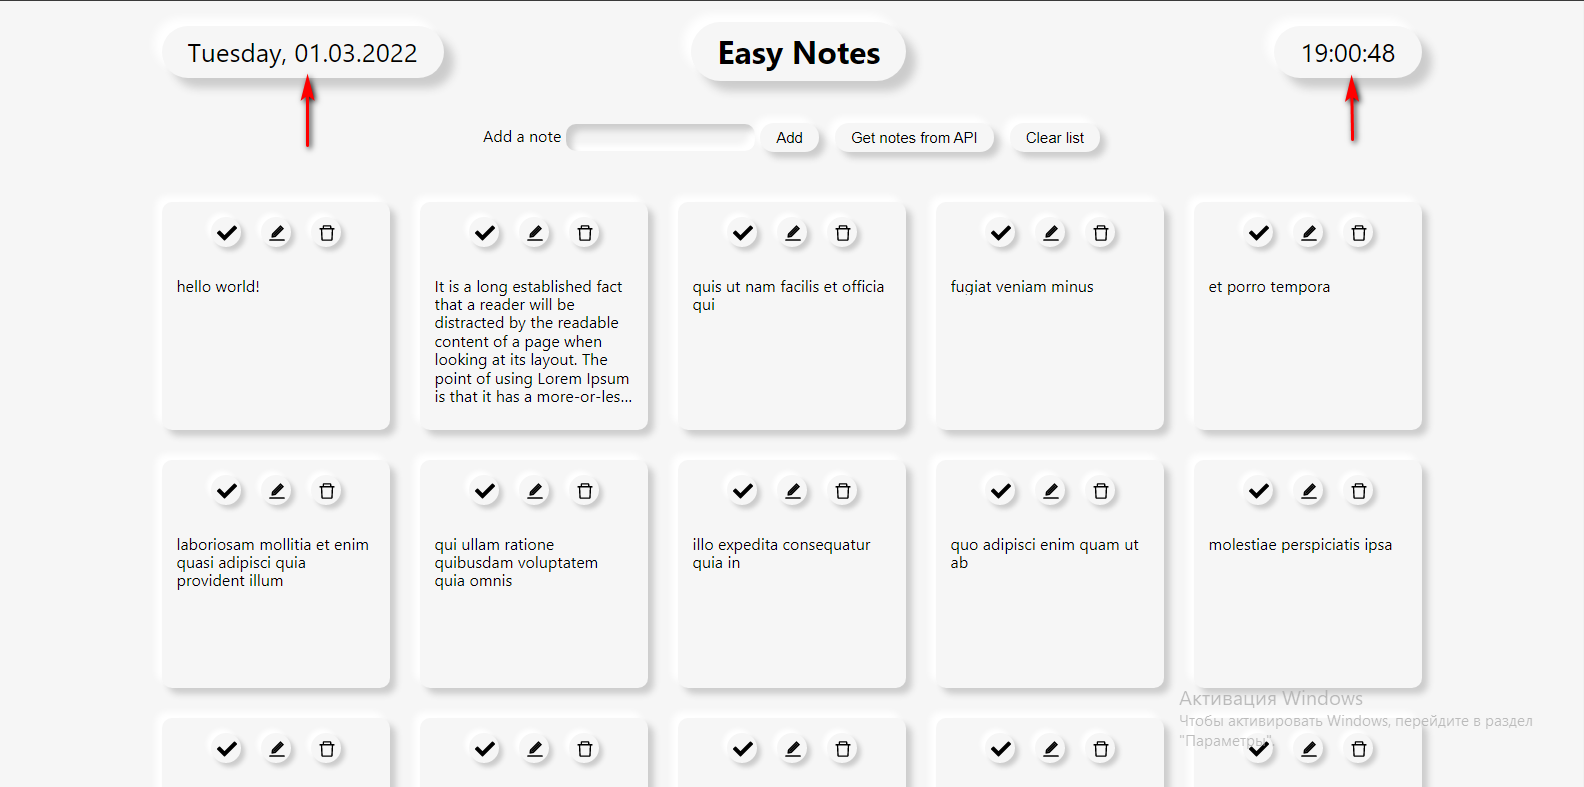 Tuesday, 01.03.2022
Easy Notes
19:00:48
Add a note
Add
Get notes from API
Clear list
hello world!
It is a long established fact
that a reader will be
distracted by the readable
content of a page when
looking at its layout. The
point of using Lorem Ipsum
is that it has a more-or-les...
quis ut nam facilis et officia
qui
fugiat veniam minus
et porro tempora
laboriosam mollitia et enim
quasi adipisci quia
provident illum
qui ullam ratione
quibusdam voluptatem
quia omnis
illo expedita consequatur
quia in
quo adipisci enim quam ut
ab
molestiae perspiciatis ipsa
Активация Windows
Чтобы активировать Windows, перейдите в раздел
"Параметры".